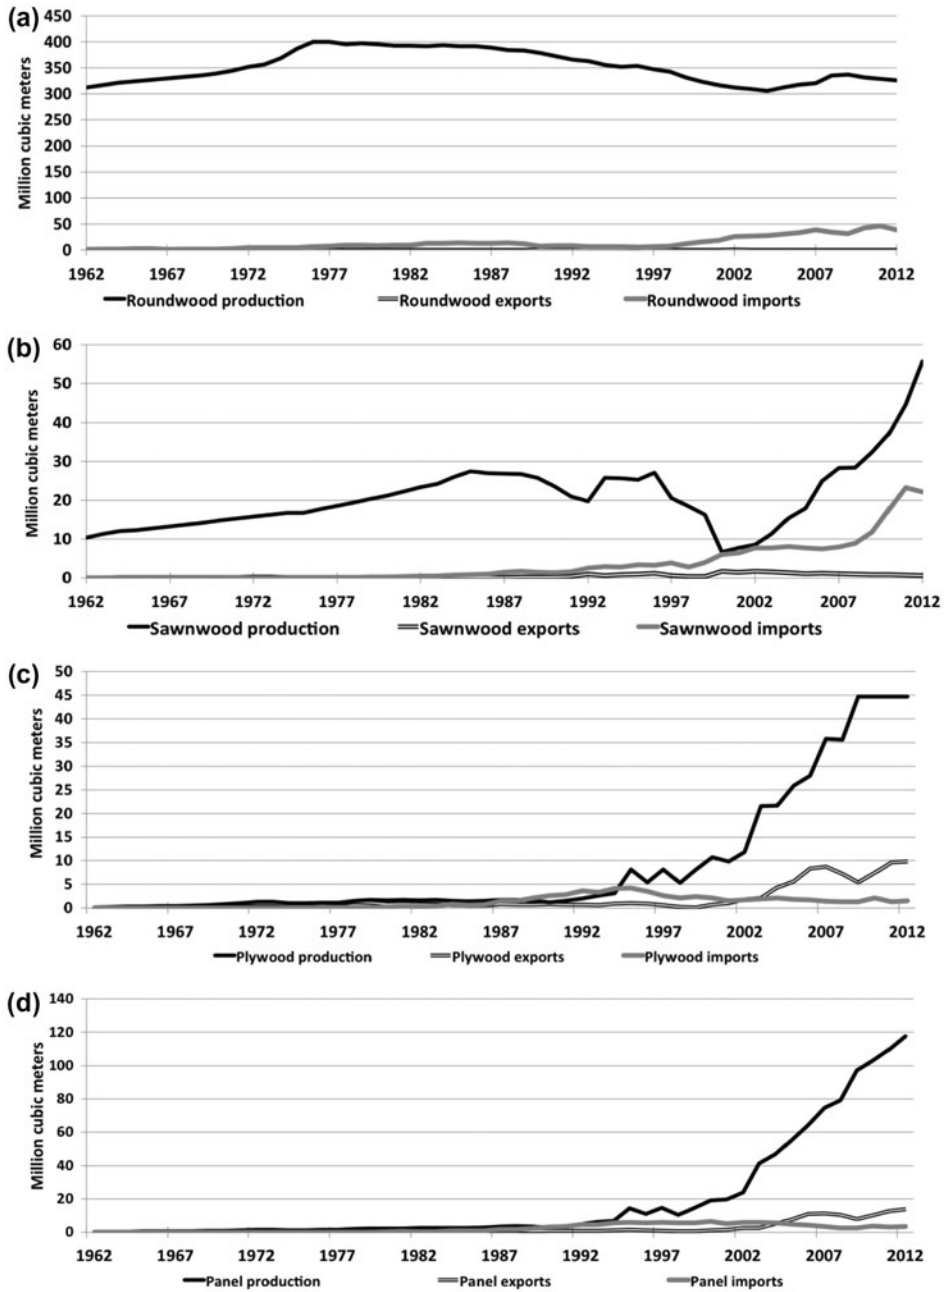 (a)
Million cubic meters
450
400
350
300
250
200
150
100
50
0
1962 1967 1972 1977 1982 1987 1992 1997 2002 2007 2012
Roundwood production Roundwood exports Roundwood imports
(b)
Million cubic meters
60
50
40
30
20
10
0
1962 1967 1972 1977 1982 1987 1992 1997 2002 2007 2012
Sawnwood production Sawnwood exports Sawnwood imports
(c)
Million cubic meters
50
45
40
35
30
25
20
15
10
5
0
1962 1967 1972 1977 1982 1987 1992 1997 2002 2007 2012
Plywood production Plywood exports Plywood imports
(d)
Million cubic meters
140
120
100
80
60
40
20
0
1962 1967 1972 1977 1982 1987 1992 1997 2002 2007 2012
Panel production Panel exports Panel imports